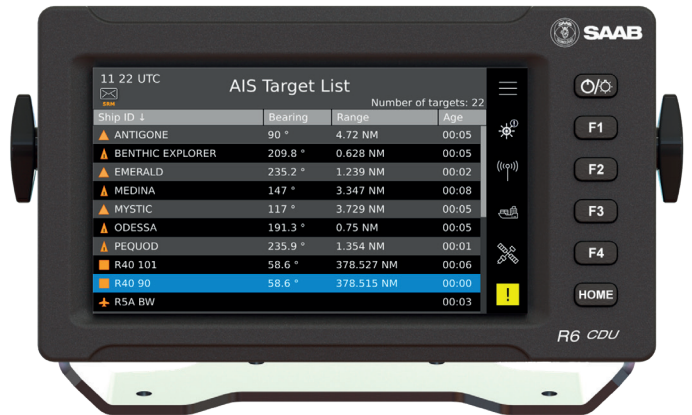 SAAB
11 22 UTC
SRM
AIS Target List
Number of targets: 22
Ship ID ↓ Bearing Range Age
ANTIGONE 90 ° 4.72 NM 00:05
BENTHIC EXPLORER 209.8 ° 0.628 NM 00:05
EMERALD 235.2 ° 1.239 NM 00:02
MEDINA 147 ° 3.347 NM 00:08
MYSTIC 117 ° 3.729 NM 00:05
ODESSA 191.3 ° 0.75 NM 00:05
PEQUOD 235.9 ° 1.354 NM 00:01
R40 101 58.6 ° 378.527 NM 00:06
R40 90 58.6 ° 378.515 NM 00:00
R5A BW 00:03
!
F1
F2
F3
F4
HOME
R6 CDU